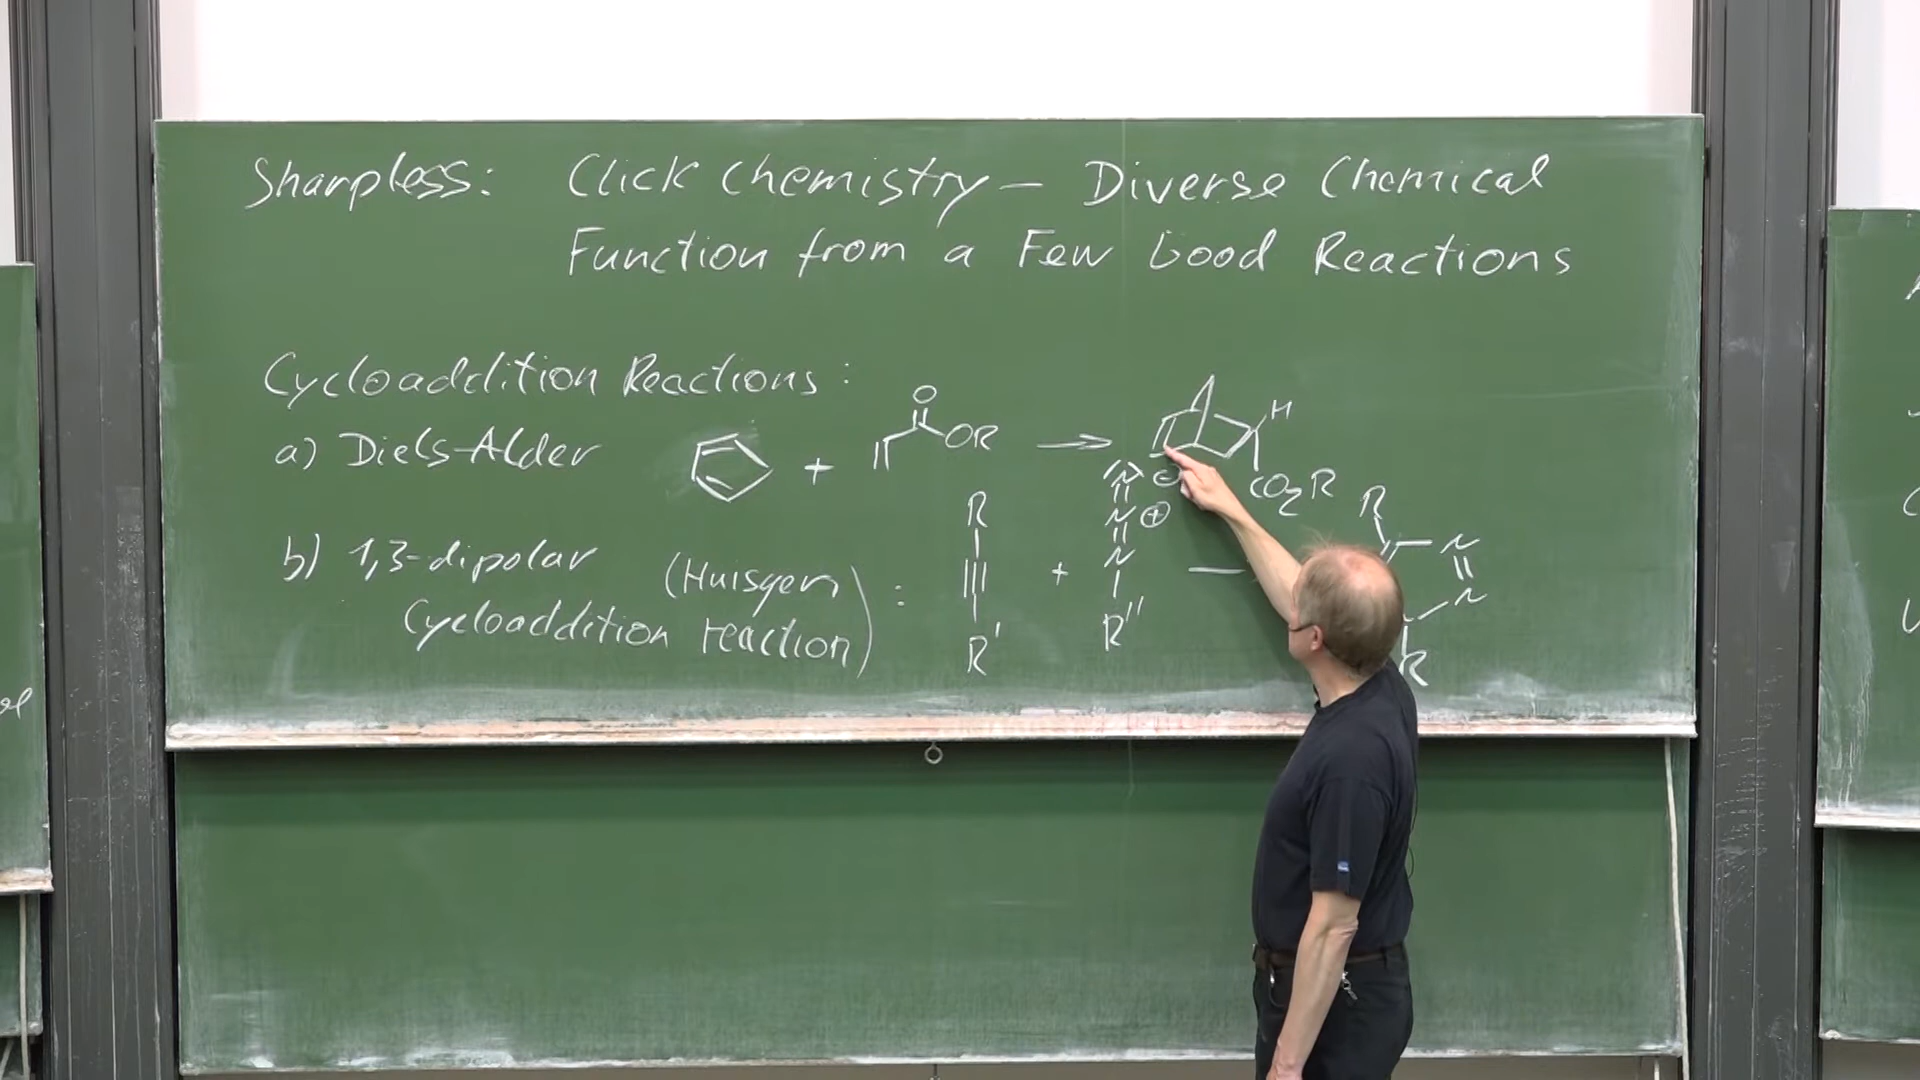 Sharpless: Click Chemistry – Diverse Chemical
Function from a Few Good Reactions
Cycloaddition Reactions:
a) Diels-Alder + O OR → H CO2R
b) 1,3-dipolar (Huisgen
Cycloaddition reaction) :
R R' + N ⊖ N ⊕ N R'' — R N N N R